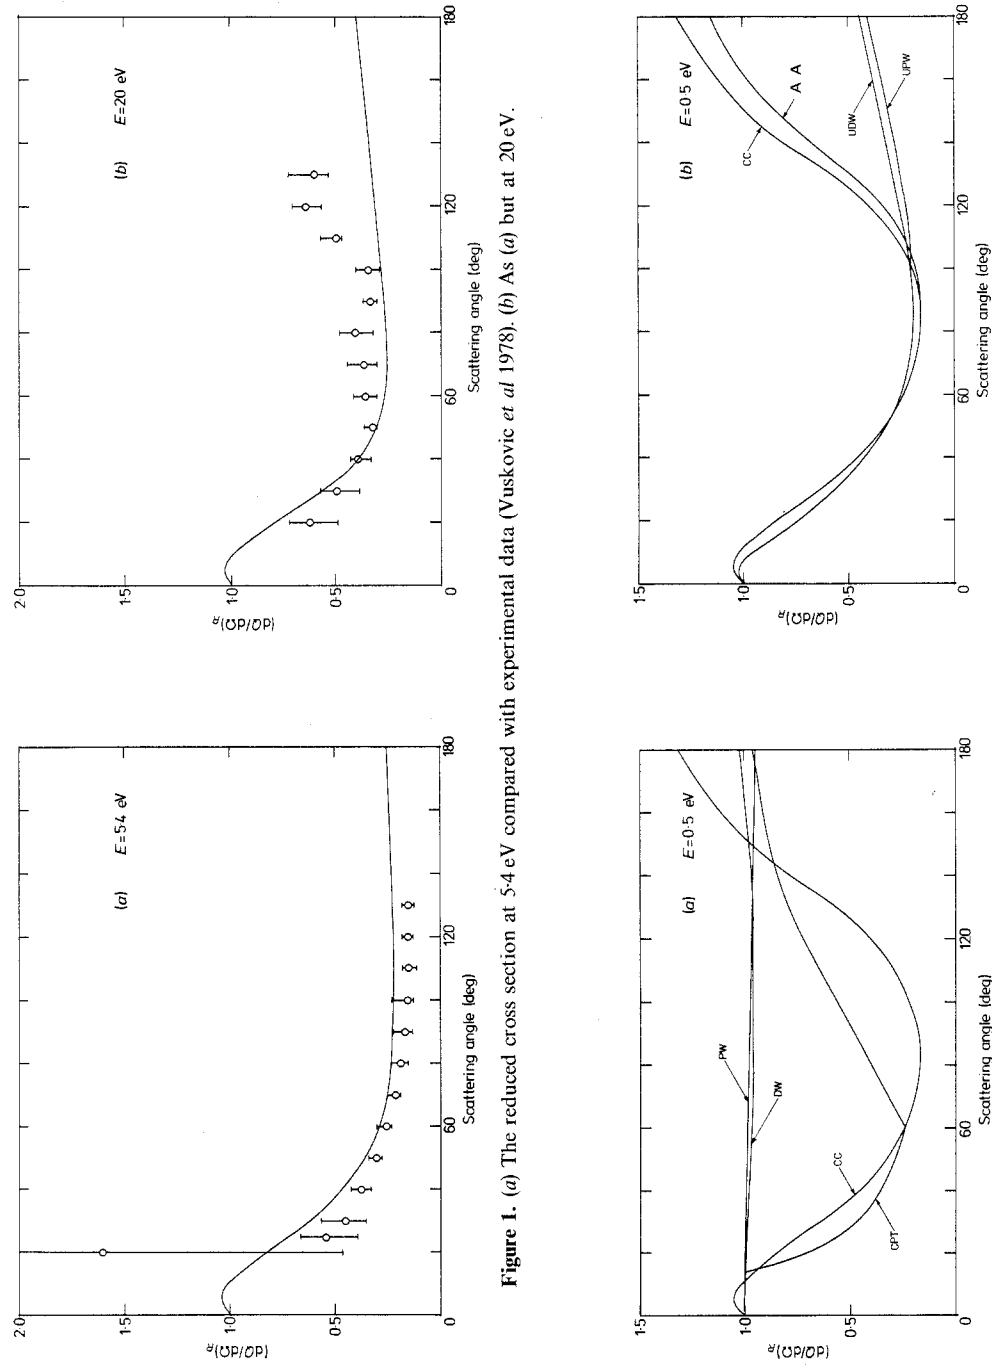 2·0
1·5
1·0
0·5
0
(dQ/dΩ)R
(a) E=5·4 eV
60
120
180
Scattering angle (deg)
2·0
1·5
1·0
0·5
0
(dQ/dΩ)R
(b) E=20 eV
60
120
180
Scattering angle (deg)
Figure 1. (a) The reduced cross section at 5·4 eV compared with experimental data (Vuskovic et al 1978). (b) As (a) but at 20 eV.
1·5
1·0
0·5
0
(dQ/dΩ)R
(a) E=0·5 eV
PW
DW
CC
CPT
60
120
180
Scattering angle (deg)
1·5
1·0
0·5
0
(dQ/dΩ)R
(b) E=0·5 eV
CC
A A
UDW
UPW
60
120
180
Scattering angle (deg)